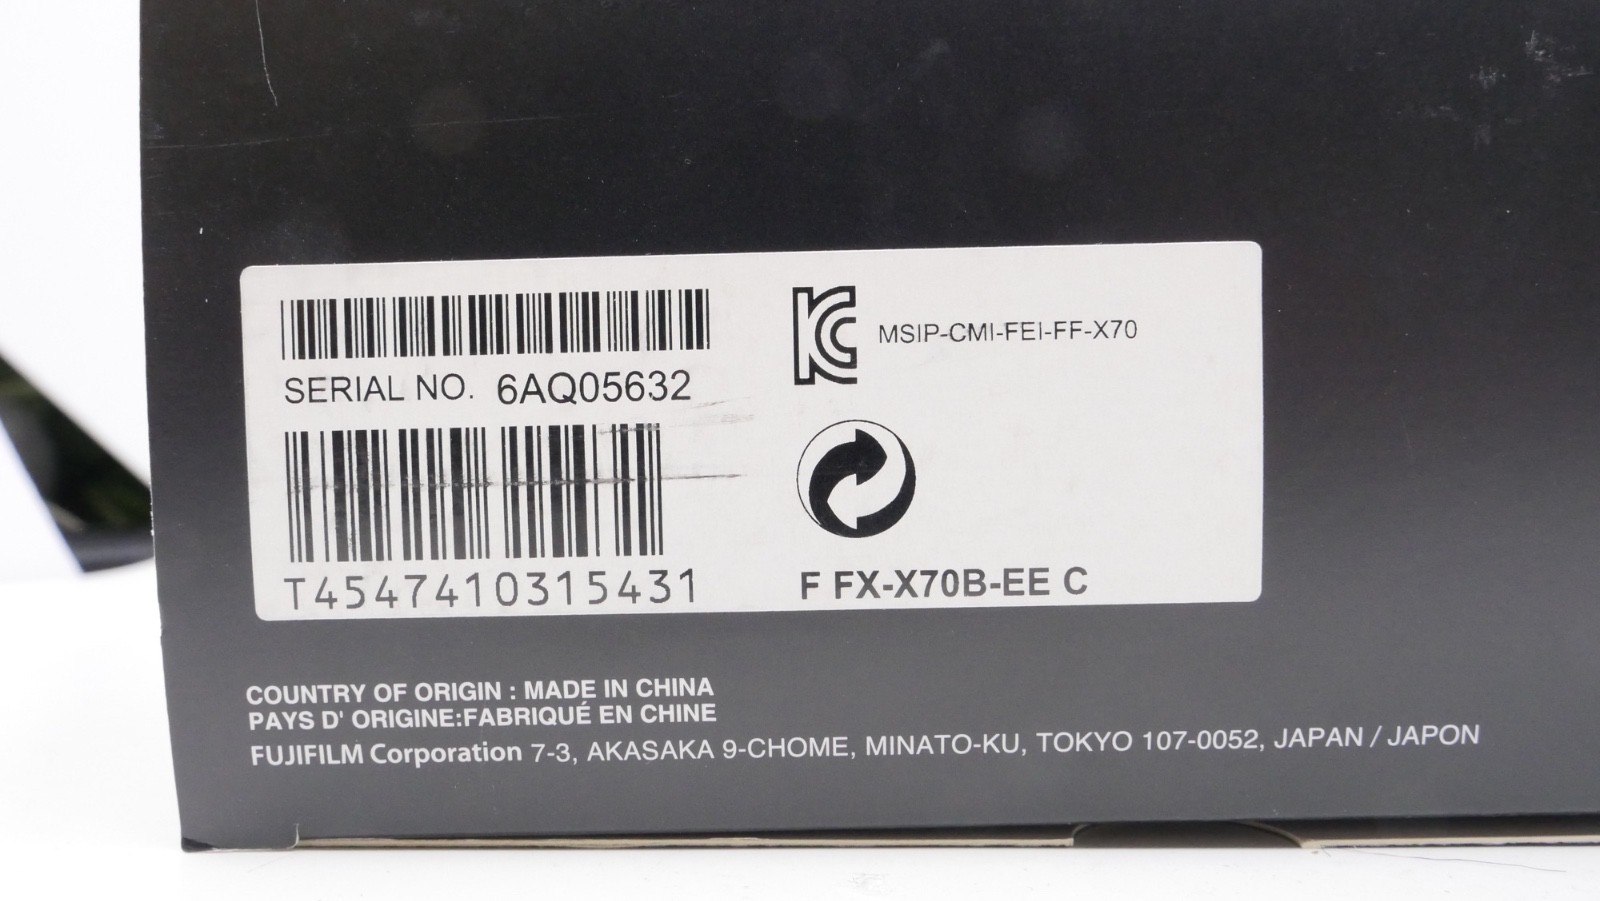 SERIAL NO. 6AQ05632
T4547410315431
KC MSIP-CMI-FEI-FF-X70
F FX-X70B-EE C
COUNTRY OF ORIGIN : MADE IN CHINA
PAYS D' ORIGINE:FABRIQUÉ EN CHINE
FUJIFILM Corporation 7-3, AKASAKA 9-CHOME, MINATO-KU, TOKYO 107-0052, JAPAN / JAPON